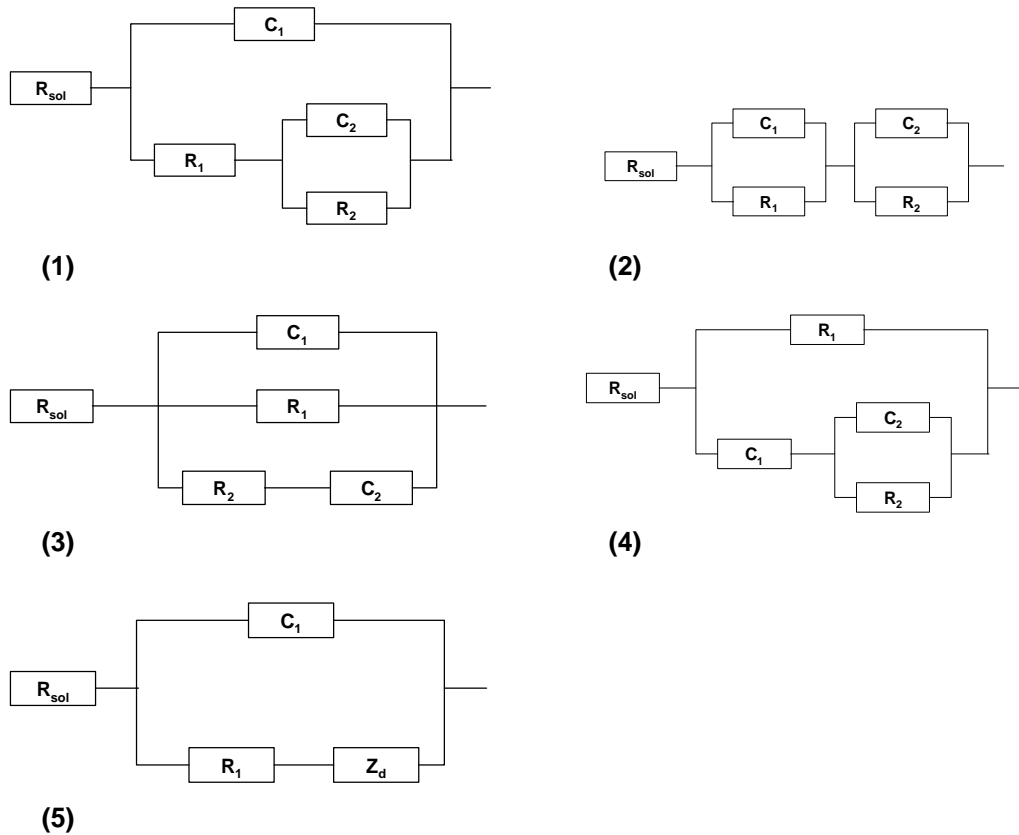 C1
Rsol
C2
R1
R2
(1)
C1
C2
Rsol
R1
R2
(2)
C1
Rsol
R1
R2 C2
(3)
R1
Rsol
C2
C1
R2
(4)
C1
Rsol
R1 Zd
(5)